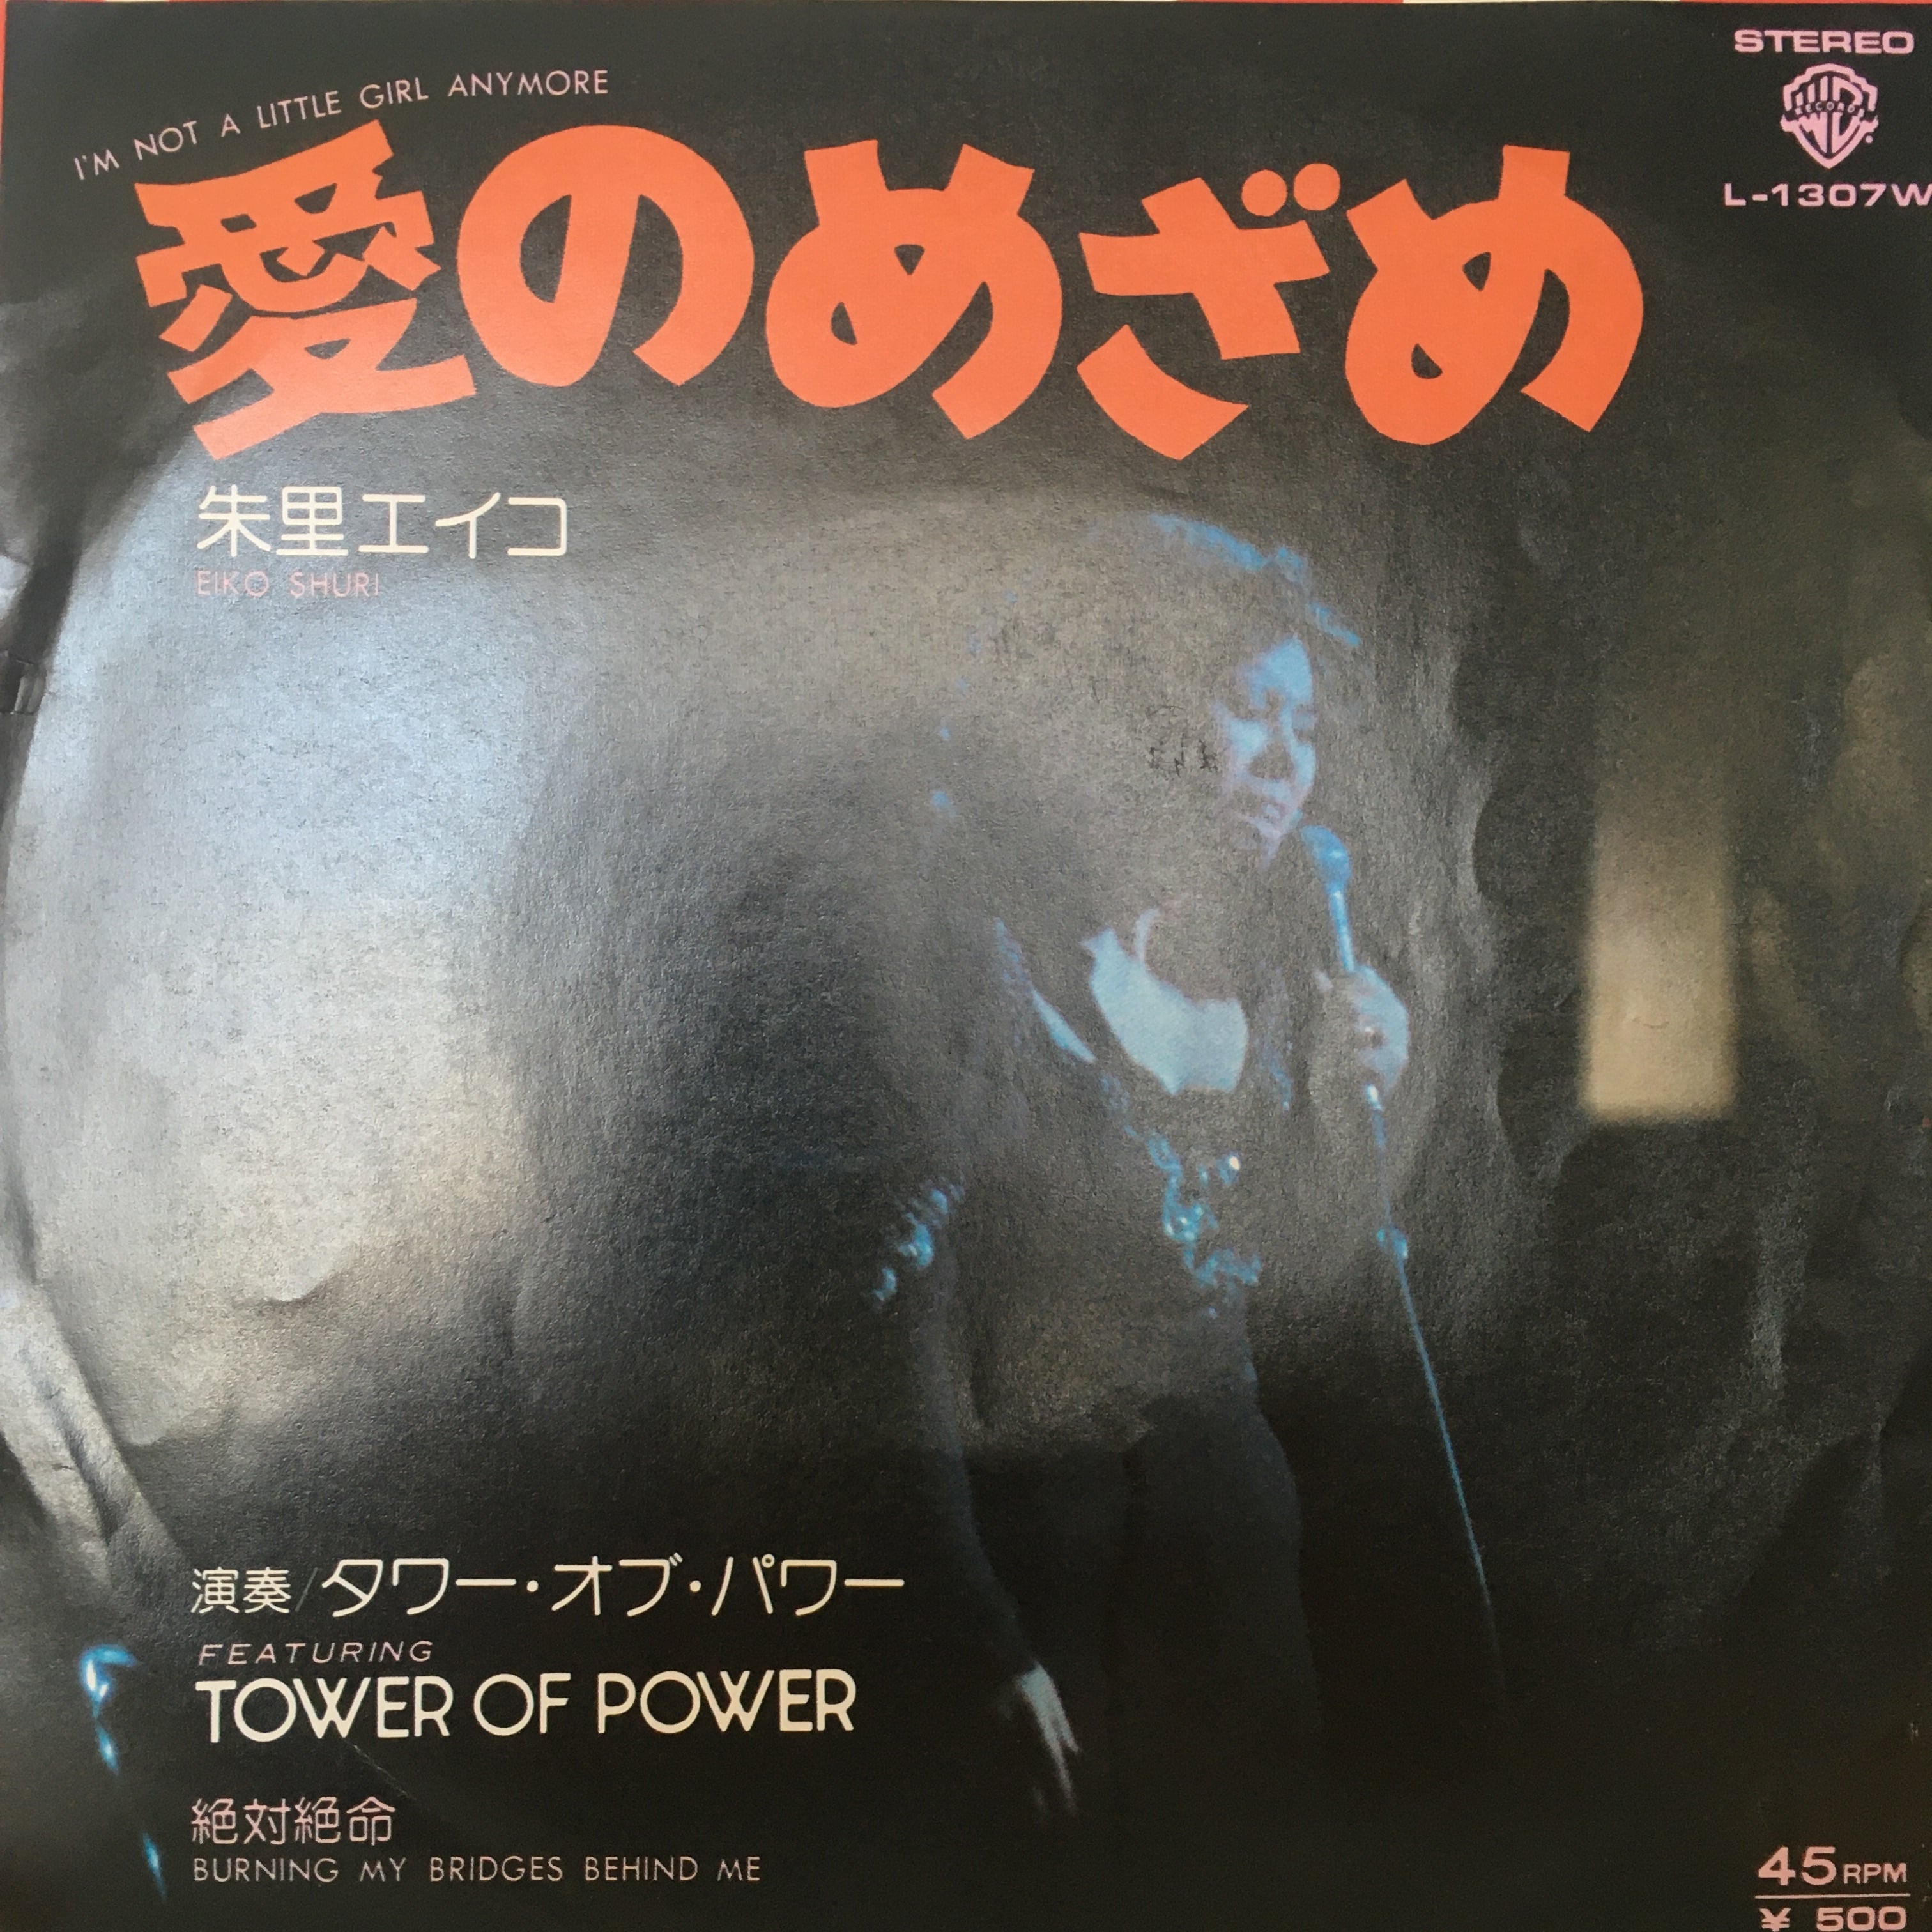 I'M NOT A LITTLE GIRL ANYMORE
愛のめざめ
STEREO
RECORDS
L-1307W
朱里エイコ
EIKO SHURI
演奏/タワー・オブ・パワー
FEATURING
TOWER OF POWER
絶対絶命
BURNING MY BRIDGES BEHIND ME
45RPM
¥500